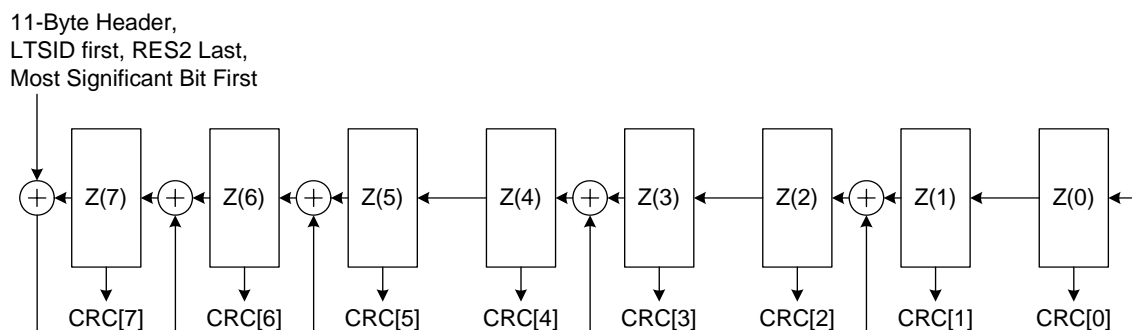 11-Byte Header,
LTSID first, RES2 Last,
Most Significant Bit First
Z(7) Z(6) Z(5) Z(4) Z(3) Z(2) Z(1) Z(0)
CRC[7] CRC[6] CRC[5] CRC[4] CRC[3] CRC[2] CRC[1] CRC[0]